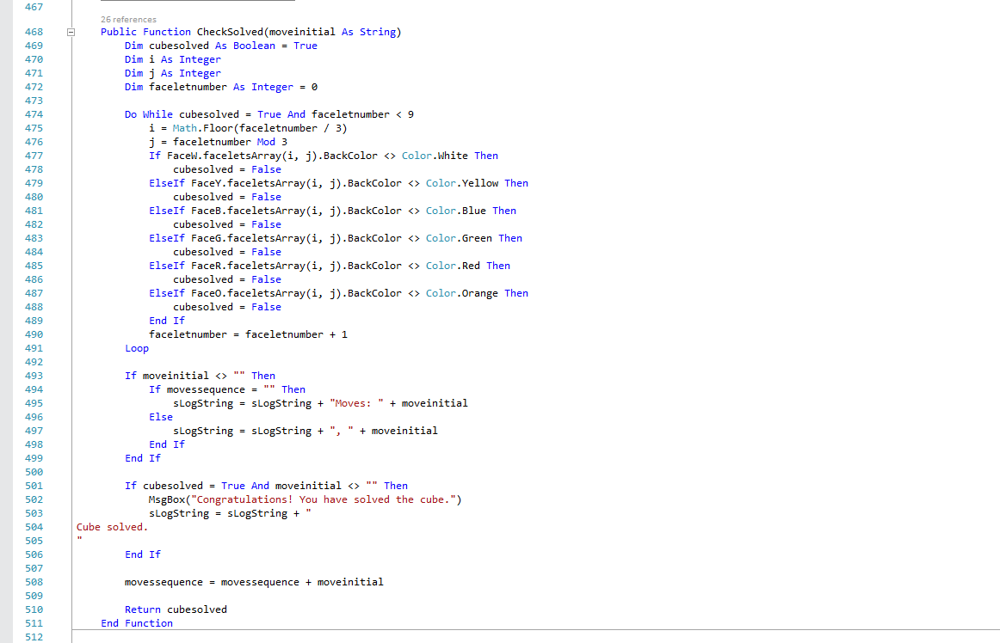 467
26 references
468 Public Function CheckSolved(moveinitial As String)
469 Dim cubesolved As Boolean = True
470 Dim i As Integer
471 Dim j As Integer
472 Dim faceletnumber As Integer = 0
473
474 Do While cubesolved = True And faceletnumber < 9
475 i = Math.Floor(faceletnumber / 3)
476 j = faceletnumber Mod 3
477 If FaceW.faceletsArray(i, j).BackColor <> Color.White Then
478 cubesolved = False
479 ElseIf FaceY.faceletsArray(i, j).BackColor <> Color.Yellow Then
480 cubesolved = False
481 ElseIf FaceB.faceletsArray(i, j).BackColor <> Color.Blue Then
482 cubesolved = False
483 ElseIf FaceG.faceletsArray(i, j).BackColor <> Color.Green Then
484 cubesolved = False
485 ElseIf FaceR.faceletsArray(i, j).BackColor <> Color.Red Then
486 cubesolved = False
487 ElseIf FaceO.faceletsArray(i, j).BackColor <> Color.Orange Then
488 cubesolved = False
489 End If
490 faceletnumber = faceletnumber + 1
491 Loop
492
493 If moveinitial <> "" Then
494 If movessequence = "" Then
495 sLogString = sLogString + "Moves: " + moveinitial
496 Else
497 sLogString = sLogString + ", " + moveinitial
498 End If
499 End If
500
501 If cubesolved = True And moveinitial <> "" Then
502 MsgBox("Congratulations! You have solved the cube.")
503 sLogString = sLogString + "
504 Cube solved.
505 "
506 End If
507
508 movessequence = movessequence + moveinitial
509
510 Return cubesolved
511 End Function
512